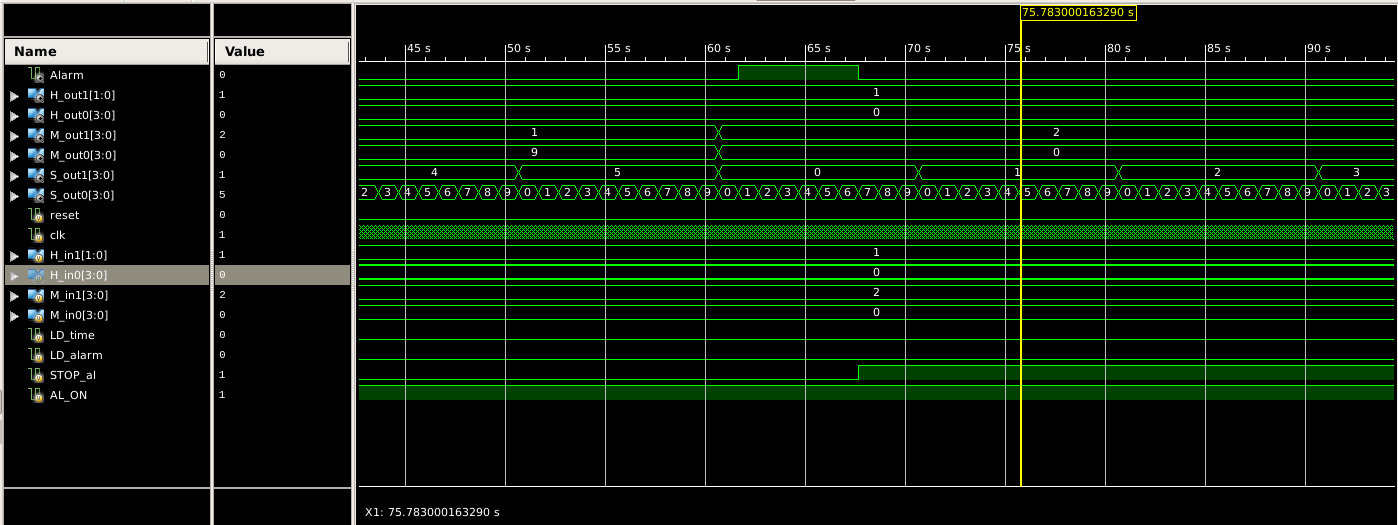 75.783000163290 s
Name Value
45 s 50 s 55 s 60 s 65 s 70 s 75 s 80 s 85 s 90 s
Alarm 0
H_out1[1:0] 1 1
H_out0[3:0] 0 0
M_out1[3:0] 2 1 2
M_out0[3:0] 0 9 0
S_out1[3:0] 1 4 5 0 1 2 3
S_out0[3:0] 5 2 3 4 5 6 7 8 9 0 1 2 3 4 5 6 7 8 9 0 1 2 3 4 5 6 7 8 9 0 1 2 3 4 5 6 7 8 9 0 1 2 3 4 5 6 7 8 9 0 1 2 3
reset 0
clk 1
H_in1[1:0] 1 1
H_in0[3:0] 0 0
M_in1[3:0] 2 2
M_in0[3:0] 0 0
LD_time 0
LD_alarm 0
STOP_al 1
AL_ON 1
X1: 75.783000163290 s